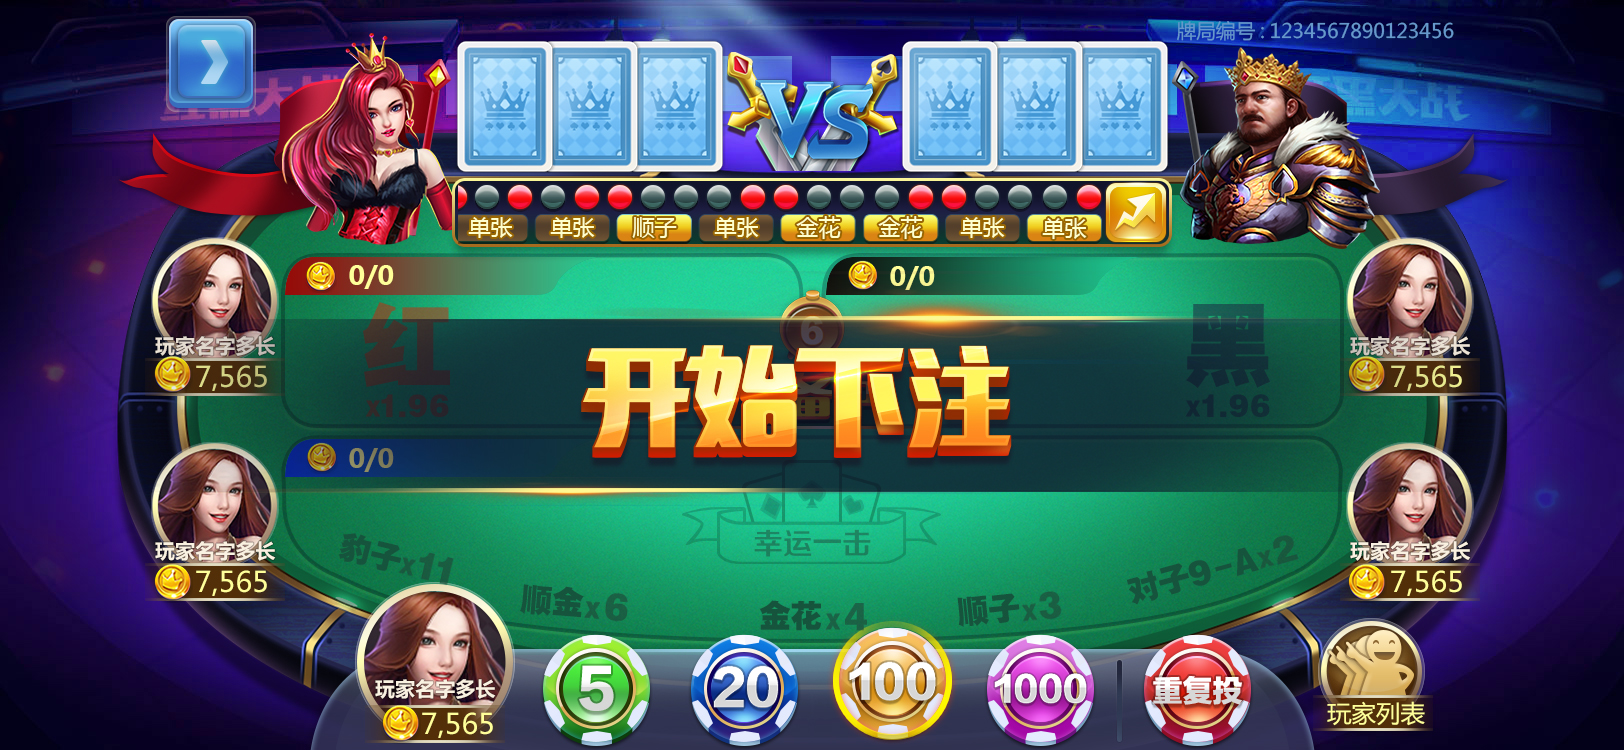 牌局编号:1234567890123456
VS
黑大战
单张 单张 顺子 单张 金花 金花 单张 单张
0/0
0/0
红
x1.96
6
黑
x1.96
开始下注
0/0
幸运一击
豹子x11
顺金x6
金花x4
顺子x3
对子9-Ax2
玩家名字多长
7,565
玩家名字多长
7,565
玩家名字多长
7,565
玩家名字多长
7,565
玩家名字多长
7,565
5
20
100
1000
重复投
玩家列表